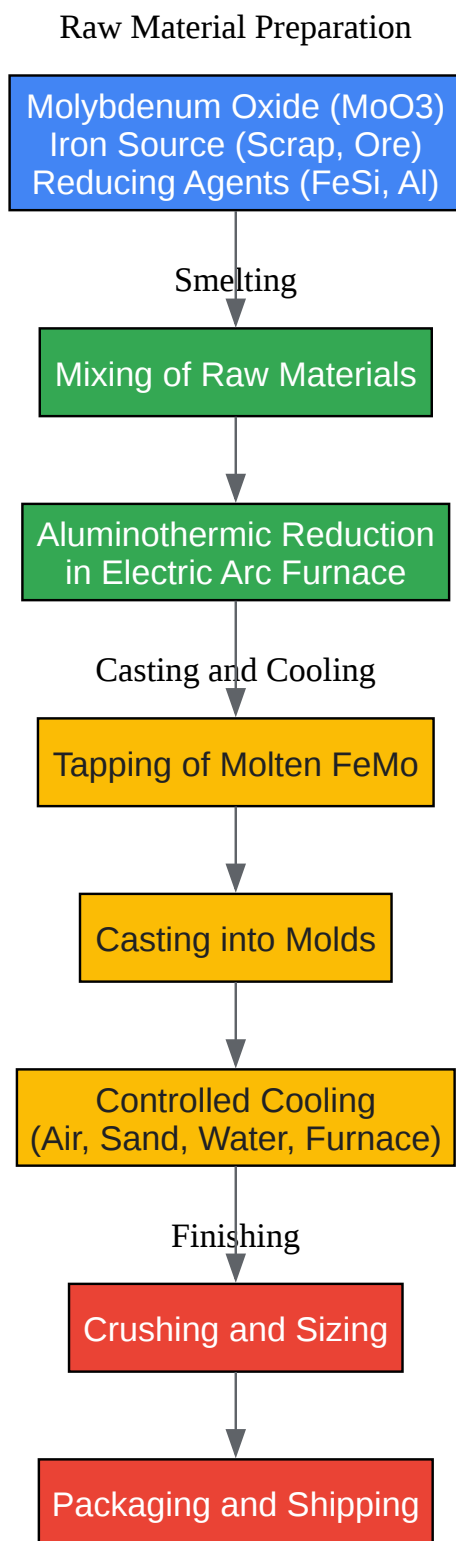 Raw Material Preparation
Molybdenum Oxide (MoO3)
Iron Source (Scrap, Ore)
Reducing Agents (FeSi, Al)
Smelting
Mixing of Raw Materials
Aluminothermic Reduction
in Electric Arc Furnace
Casting and Cooling
Tapping of Molten FeMo
Casting into Molds
Controlled Cooling
(Air, Sand, Water, Furnace)
Finishing
Crushing and Sizing
Packaging and Shipping